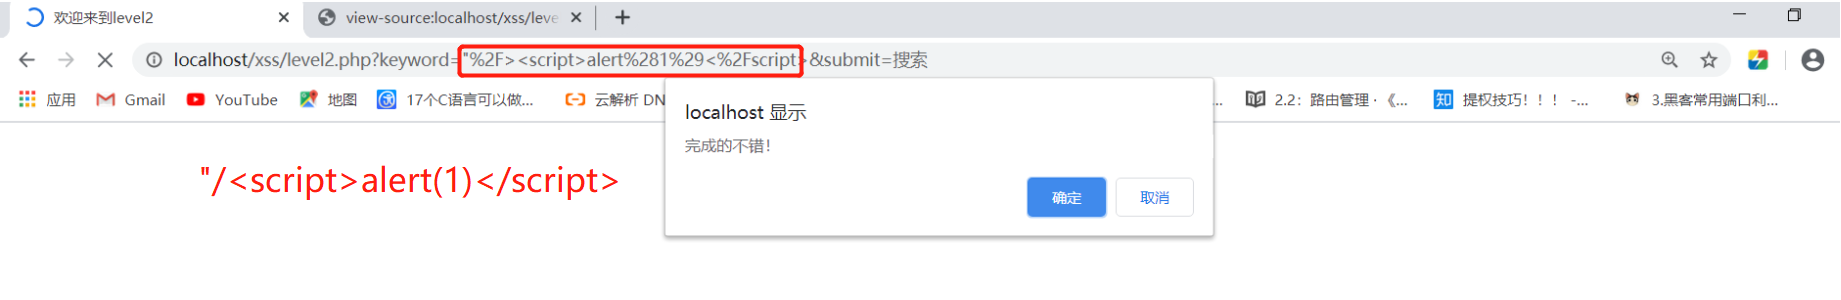 欢迎来到level2
view-source:localhost/xss/leve
localhost/xss/level2.php?keyword="%2F><script>alert%281%29<%2Fscript>&submit=搜索
应用 Gmail YouTube 地图 17个C语言可以做... 云解析 DN ... 2.2：路由管理 ·《... 知 提权技巧！！！ -... 3.黑客常用端口利...
localhost 显示
完成的不错！
"/<script>alert(1)</script>
确定 取消